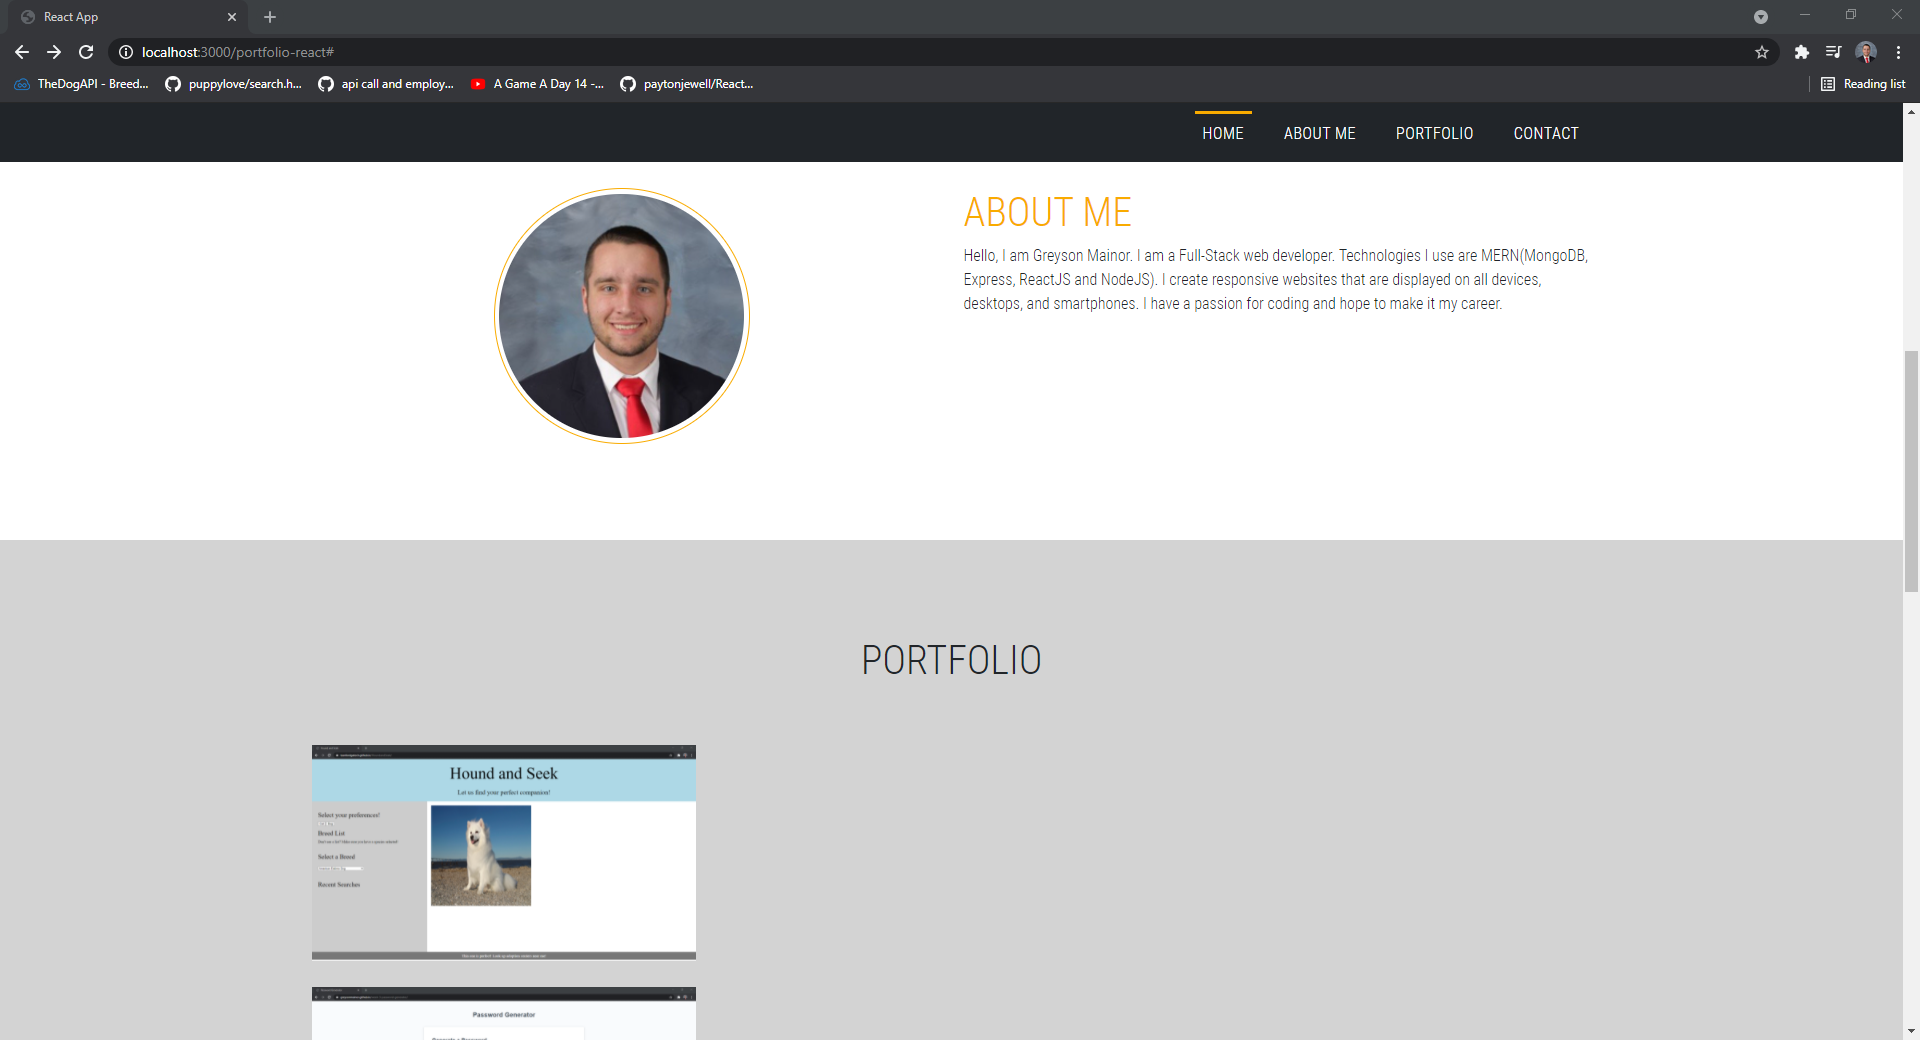 React App
localhost:3000/portfolio-react#
TheDogAPI - Breed... puppylove/search.h... api call and employ... A Game A Day 14 -... paytonjewell/React... Reading list
HOME ABOUT ME PORTFOLIO CONTACT
ABOUT ME
Hello, I am Greyson Mainor. I am a Full-Stack web developer. Technologies I use are MERN(MongoDB,
Express, ReactJS and NodeJS). I create responsive websites that are displayed on all devices,
desktops, and smartphones. I have a passion for coding and hope to make it my career.
PORTFOLIO
Hound and Seek
Let us find your perfect companion!
Select your preferences!
Breed List
Select a Breed
Recent Searches
Password Generator